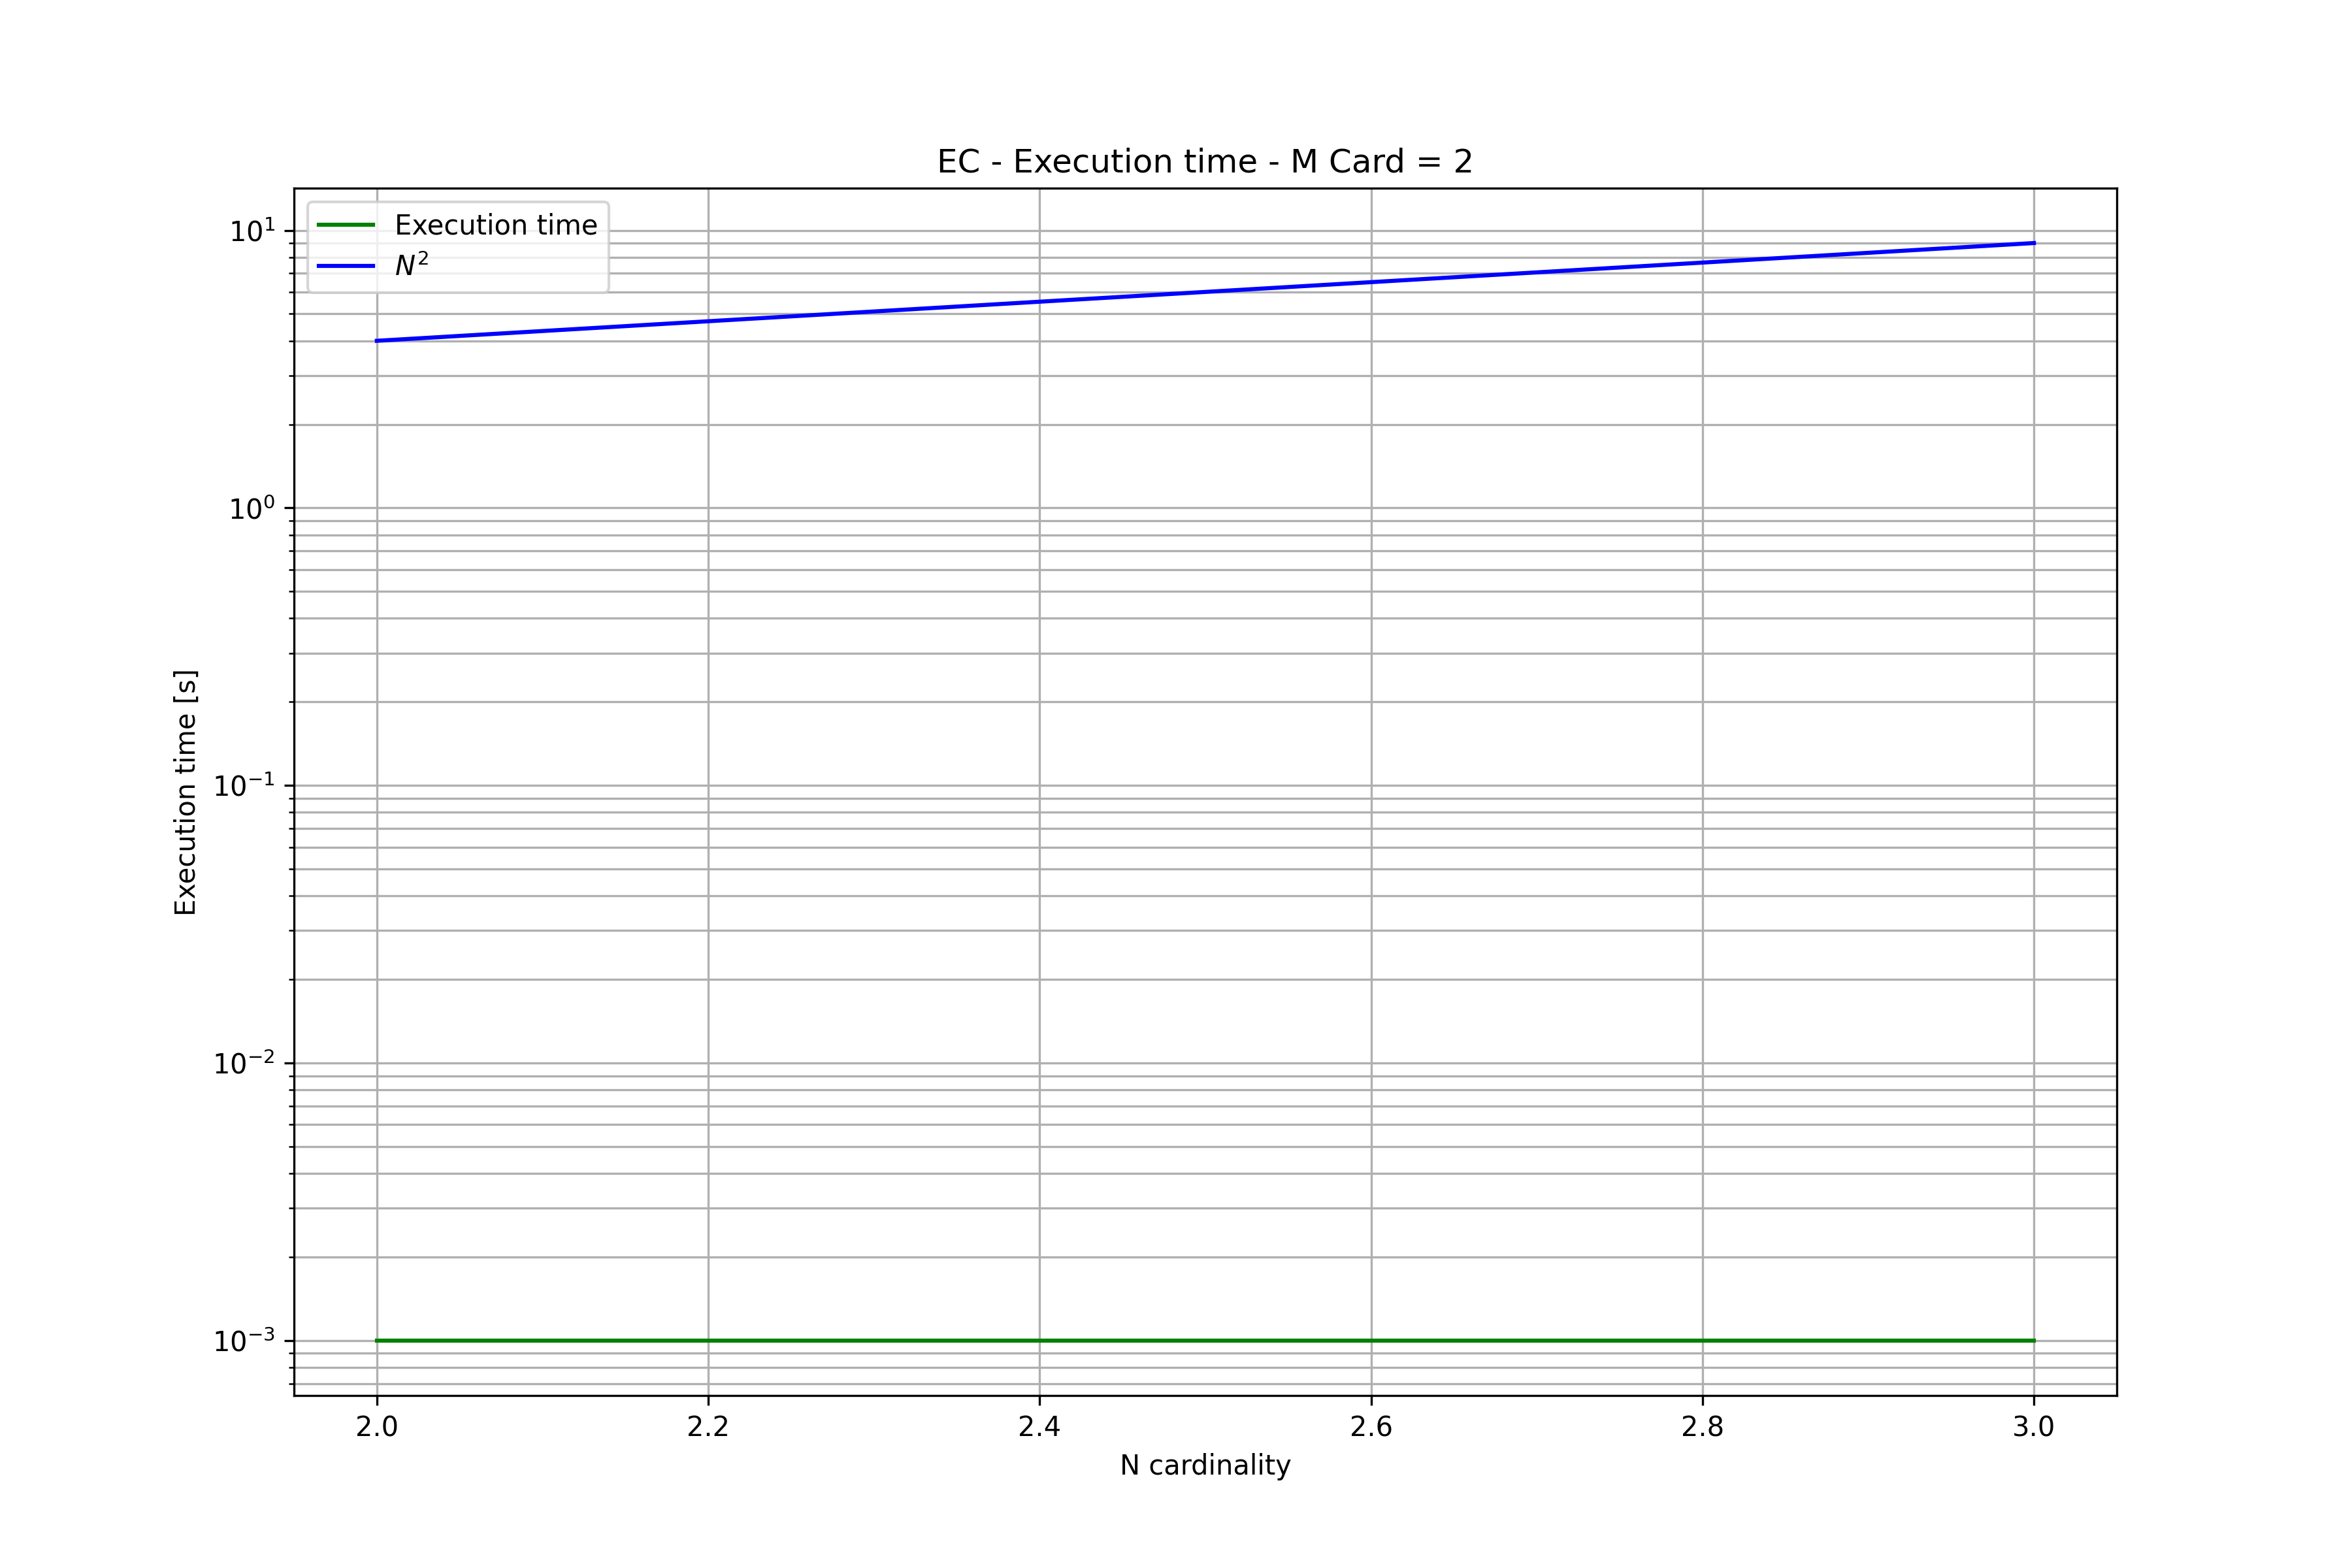 EC - Execution time - M Card = 2
Execution time
N²
10¹
10⁰
10⁻¹
10⁻²
10⁻³
Execution time [s]
2.0 2.2 2.4 2.6 2.8 3.0
N cardinality